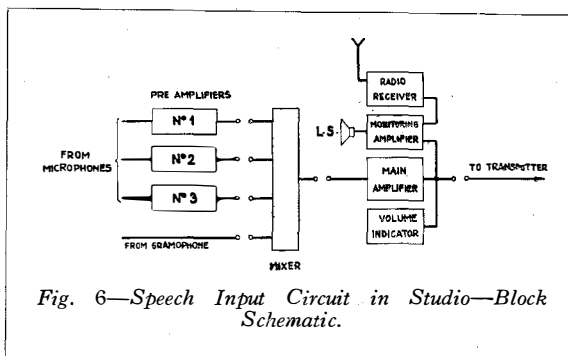 PRE AMPLIFIERS
Nº 1
Nº 2
Nº 3
FROM
MICROPHONES
FROM GRAMOPHONE
MIXER
RADIO
RECEIVER
L.S.
MONITORING
AMPLIFIER
MAIN
AMPLIFIER
VOLUME
INDICATOR
TO TRANSMITTER
Fig. 6—Speech Input Circuit in Studio—Block
Schematic.